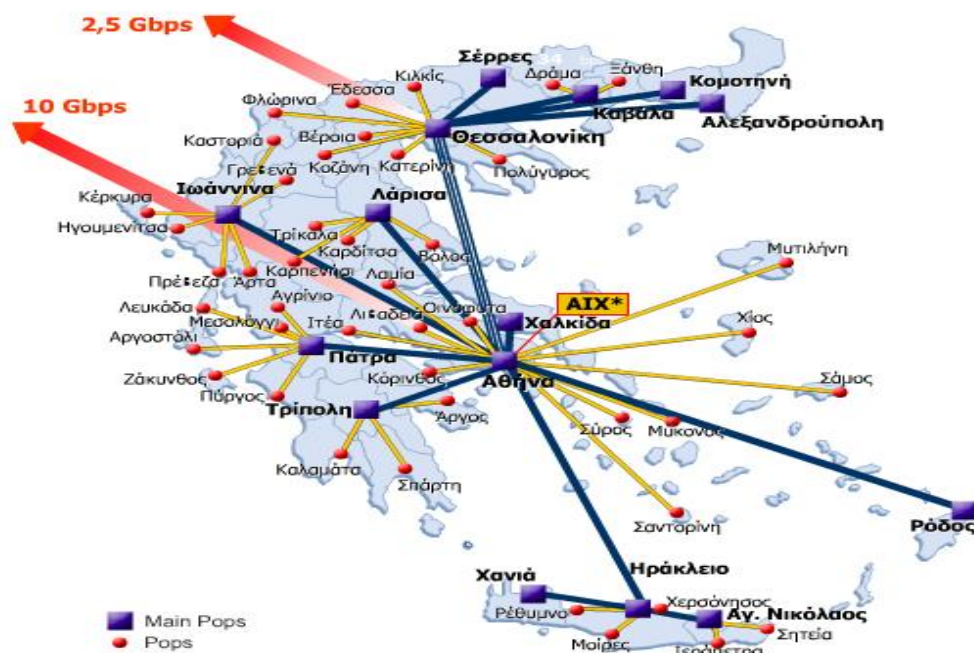 2,5 Gbps
10 Gbps
Σέρρες
Δράμα
Ξάνθη
Κομοτηνή
Κιλκίς
Έδεσσα
Φλώρινα
Καβάλα
Αλεξανδρούπολη
Θεσσαλονίκη
Βέροια
Καστοριά
Κοζάνη
Κατερίνη
Πολύγυρος
Γρεβενά
Ιωάννινα
Λάρισα
Κέρκυρα
Ηγουμενίτσα
Τρίκαλα
Καρδίτσα
Βόλος
Μυτιλήνη
Πρέβεζα
Άρτα
Καρπενήσι
Λαμία
Λευκάδα
Αγρίνιο
Οινόφυτα
AIX*
Μεσολόγγι
Ιτέα
Λιβαδειά
Χαλκίδα
Χίος
Αργοστόλι
Πάτρα
Ζάκυνθος
Κόρινθος
Αθήνα
Σάμος
Πύργος
Τρίπολη
Άργος
Σύρος
Μύκονος
Καλαμάτα
Σπάρτη
Σαντορίνη
Ρόδος
Χανιά
Ηράκλειο
Ρέθυμνο
Χερσόνησος
Αγ. Νικόλαος
Μοίρες
Σητεία
Ιεράπετρα
Main Pops
Pops